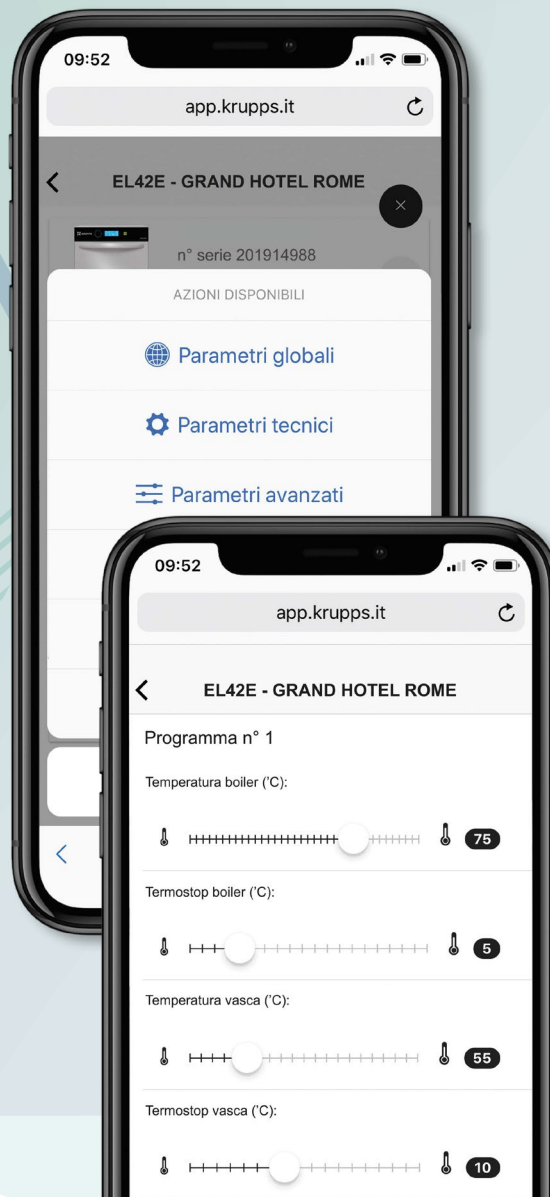 09:52
app.krupps.it
EL42E - GRAND HOTEL ROME
n° serie 201914988
AZIONI DISPONIBILI
Parametri globali
Parametri tecnici
Parametri avanzati
09:52
app.krupps.it
EL42E - GRAND HOTEL ROME
Programma n° 1
Temperatura boiler (°C):
75
Termostop boiler (°C):
5
Temperatura vasca (°C):
55
Termostop vasca (°C):
10